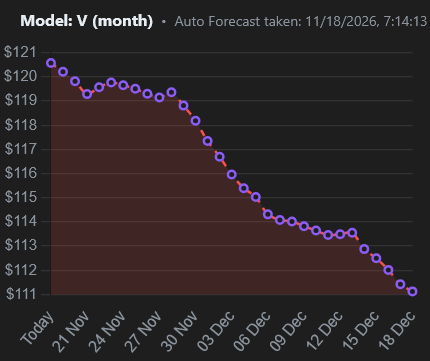 Model: V (month) • Auto Forecast taken: 11/18/2026, 7:14:13
$121
$120
$119
$118
$117
$116
$115
$114
$113
$112
$111
Today
21 Nov
24 Nov
27 Nov
30 Nov
03 Dec
06 Dec
09 Dec
12 Dec
15 Dec
18 Dec